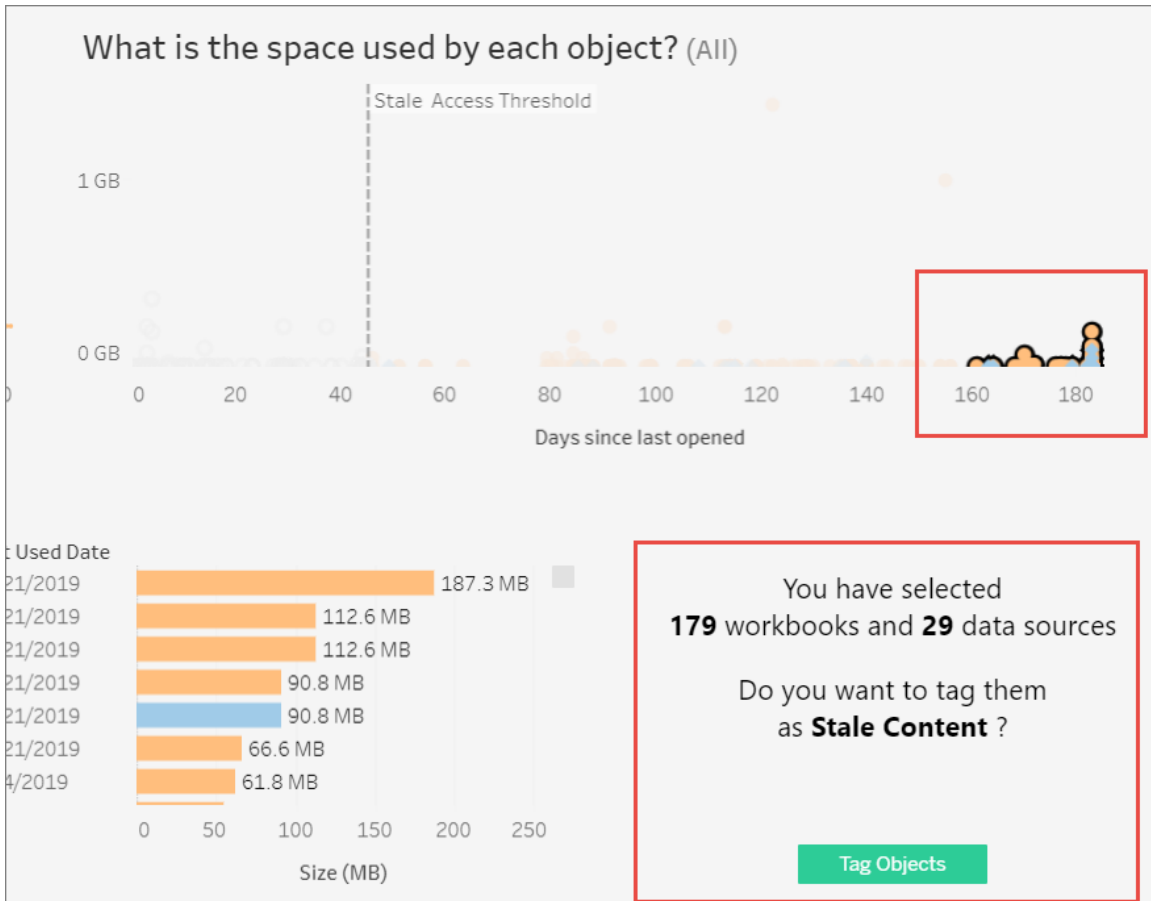 What is the space used by each object? (All)
Stale Access Threshold
1 GB
0 GB
0 20 40 60 80 100 120 140 160 180
Days since last opened
Used Date
21/2019 187.3 MB
21/2019 112.6 MB
21/2019 112.6 MB
21/2019 90.8 MB
21/2019 90.8 MB
21/2019 66.6 MB
4/2019 61.8 MB
0 50 100 150 200 250
Size (MB)
You have selected
179 workbooks and 29 data sources
Do you want to tag them
as Stale Content ?
Tag Objects